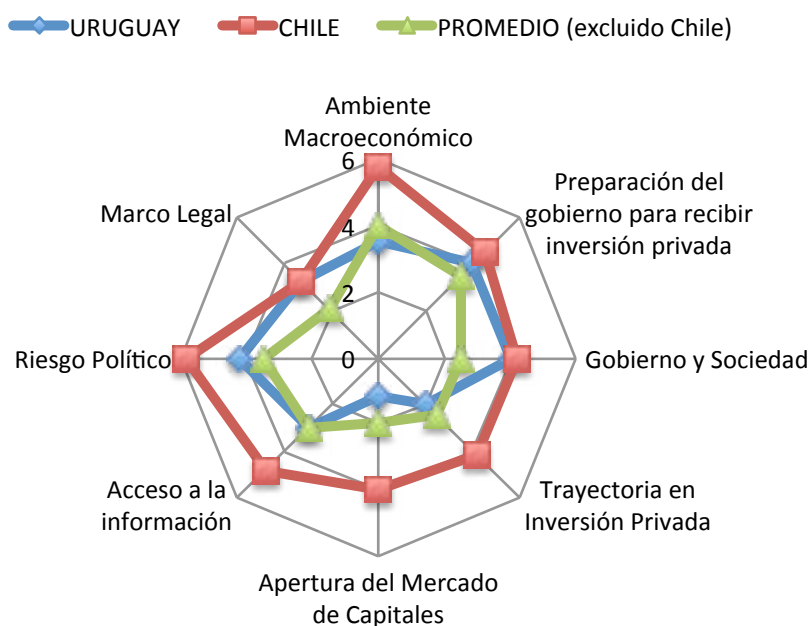 URUGUAY CHILE PROMEDIO (excluido Chile)
Ambiente
Macroeconómico
6
Preparación del
gobierno para recibir
inversión privada
Marco Legal
4
2
Riesgo Político
0
Gobierno y Sociedad
Acceso a la
información
Trayectoria en
Inversión Privada
Apertura del Mercado
de Capitales